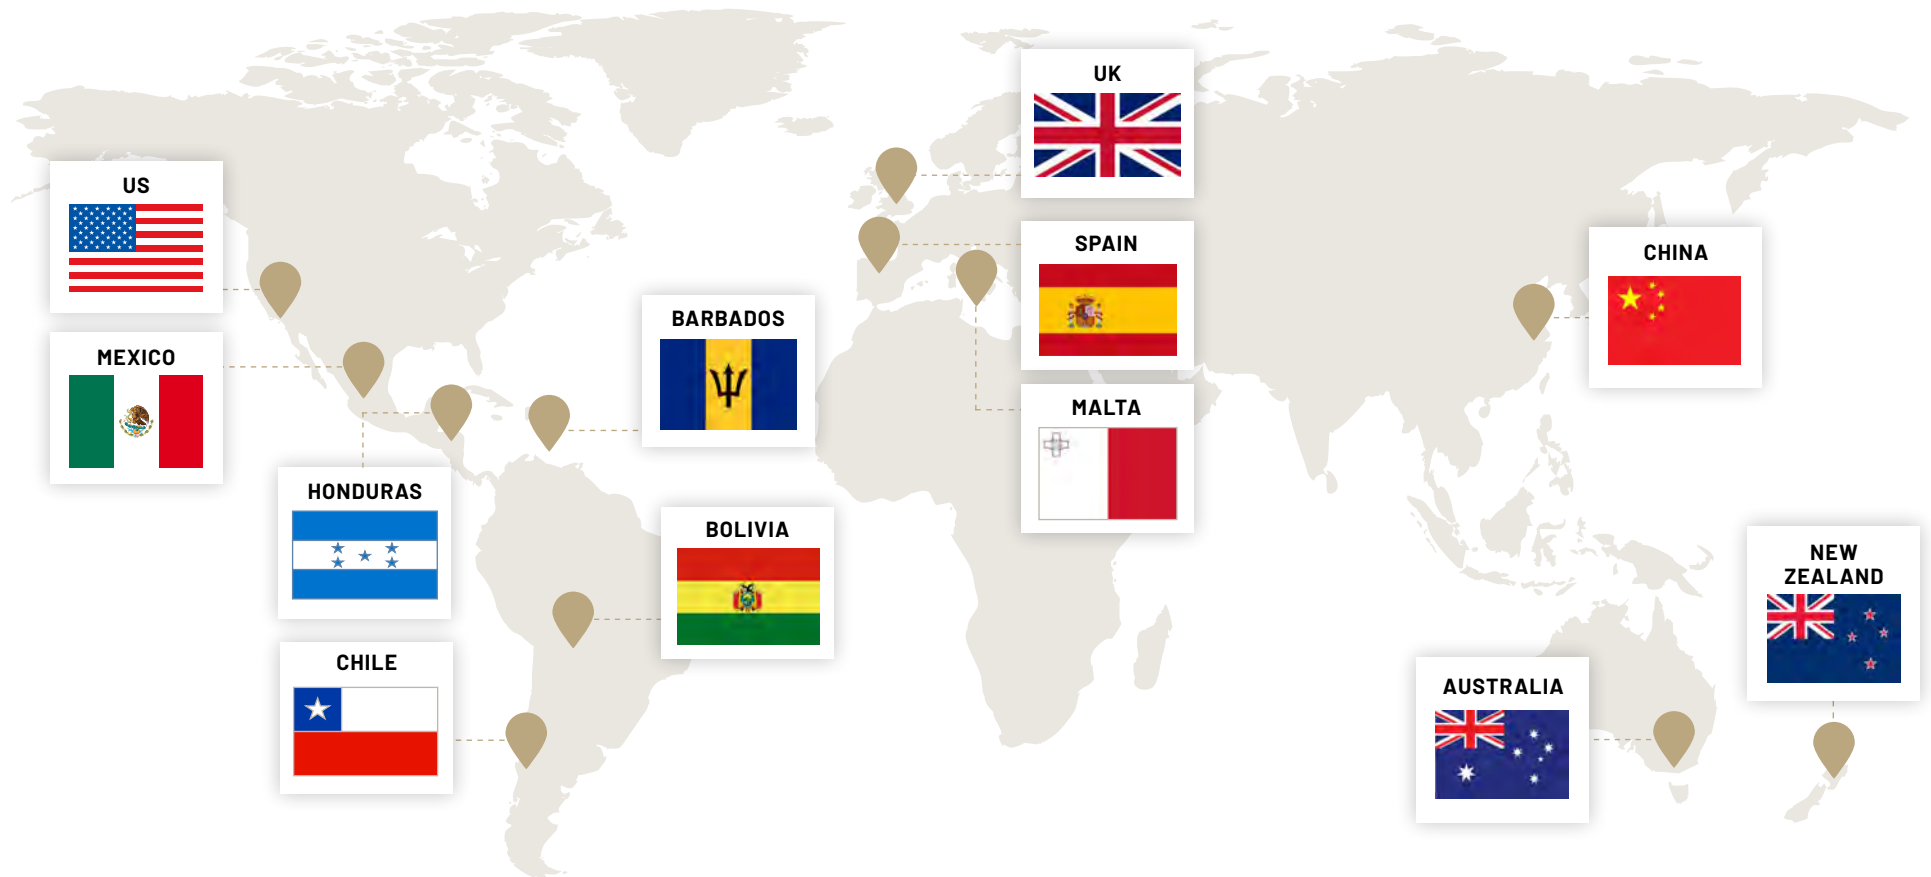 US
MEXICO
HONDURAS
CHILE
BARBADOS
BOLIVIA
UK
SPAIN
MALTA
CHINA
NEW
ZEALAND
AUSTRALIA